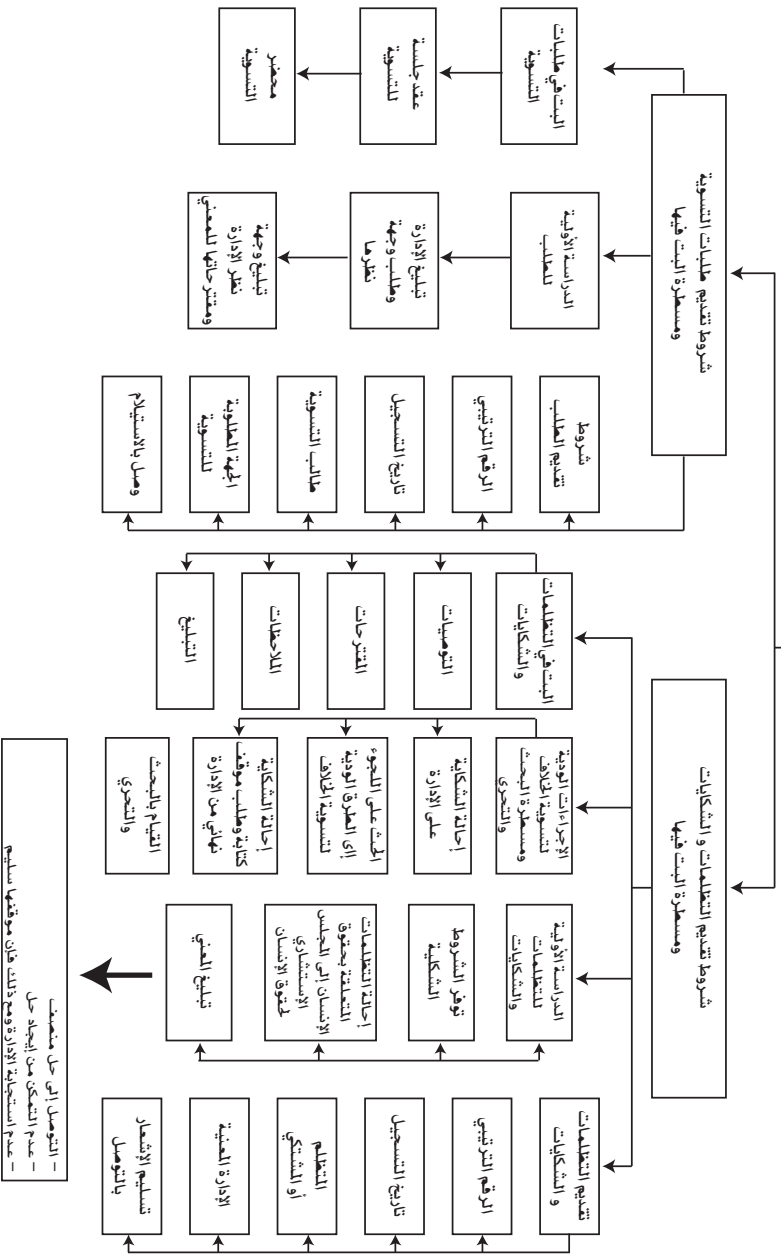 شروط تقديم التظلمات و الشكايات
ومسطرة البت فيها
شروط تقديم طلبات التسوية
ومسطرة البت فيها
تقديم التظلمات
و الشكايات
الرقم الترتيبي
تاريخ التسجيل
المتظلم
أو المشتكي
الإدارة المعنية
تسليم الإشعار
بالتوصل
الدراسة الأولية
للتظلمات
والشكايات
توفر الشروط
الشكلية
إحالة التظلمات
المتعلقة بحقوق
الإنسان إلى المجلس
الإستشاري
لحقوق الإنسان
تبليغ المعني
الإجراءات الودية
لتسوية الخلاف
ومسطرة البحث
والتحري
إحالة الشكاية
على الإدارة
الحث على اللجوء
إلى الطرق الودية
لتسوية الخلاف
إحالة الشكاية
كتابة وطلب موقف
نهائي من الإدارة
القيام بالبحث
والتحري
البت في التظلمات
والشكايات
التوصيات
المقترحات
الملاحظات
التبليغ
شروط
تقديم الطلب
الرقم الترتيبي
تاريخ التسجيل
طالب التسوية
الجهة المطلوبة
للتسوية
وصل بالاستيلام
الدراسة الأولية
للطلب
تبليغ الإدارة
وطلب وجهة
نظرها
تبليغ وجهة
نظر الإدارة
ومقترحاتها للمعني
البت في طلبات
التسوية
عقد جلسة
للتسوية
محضر
التسوية
– التوصل إلى حل منصف
– عدم التمكن من إيجاد حل
– عدم استجابة الإدارة ومع ذلك فإن موقفها سليم